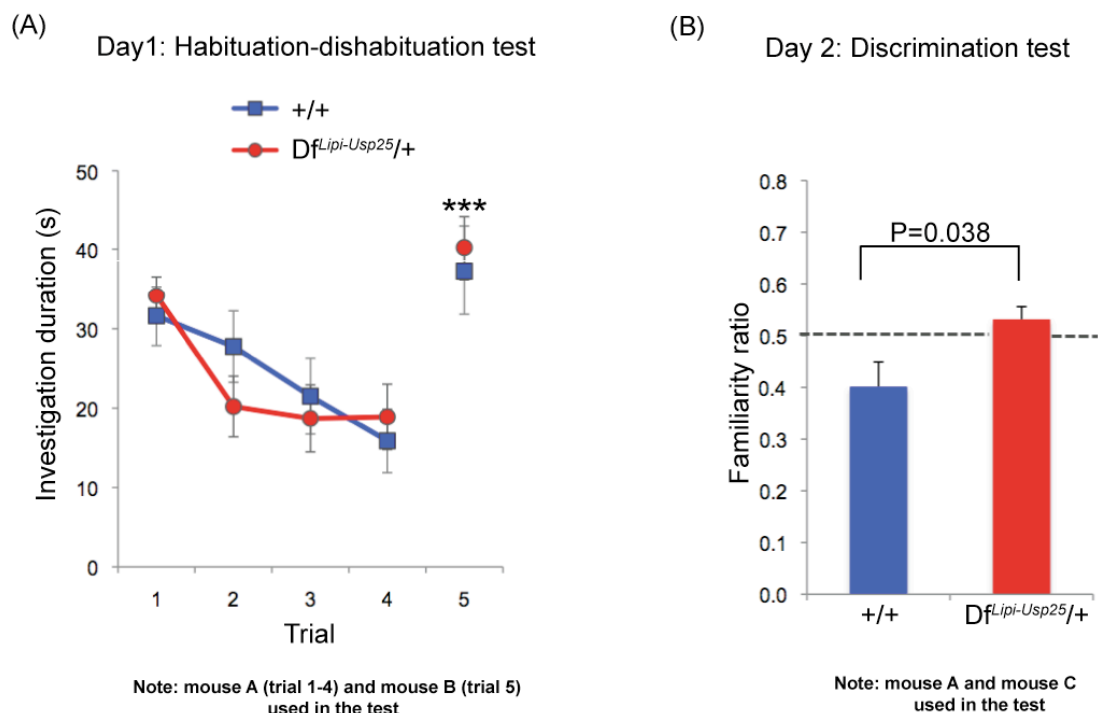 (A)
Day1: Habituation-dishabituation test
+/+
Df^Lipi-Usp25/+
Investigation duration (s)
50
40
30
20
10
0
***
1 2 3 4 5
Trial
Note: mouse A (trial 1-4) and mouse B (trial 5)
used in the test
(B)
Day 2: Discrimination test
Familiarity ratio
0.8
0.7
0.6
0.5
0.4
0.3
0.2
0.1
0.0
P=0.038
+/+ Df^Lipi-Usp25/+
Note: mouse A and mouse C
used in the test